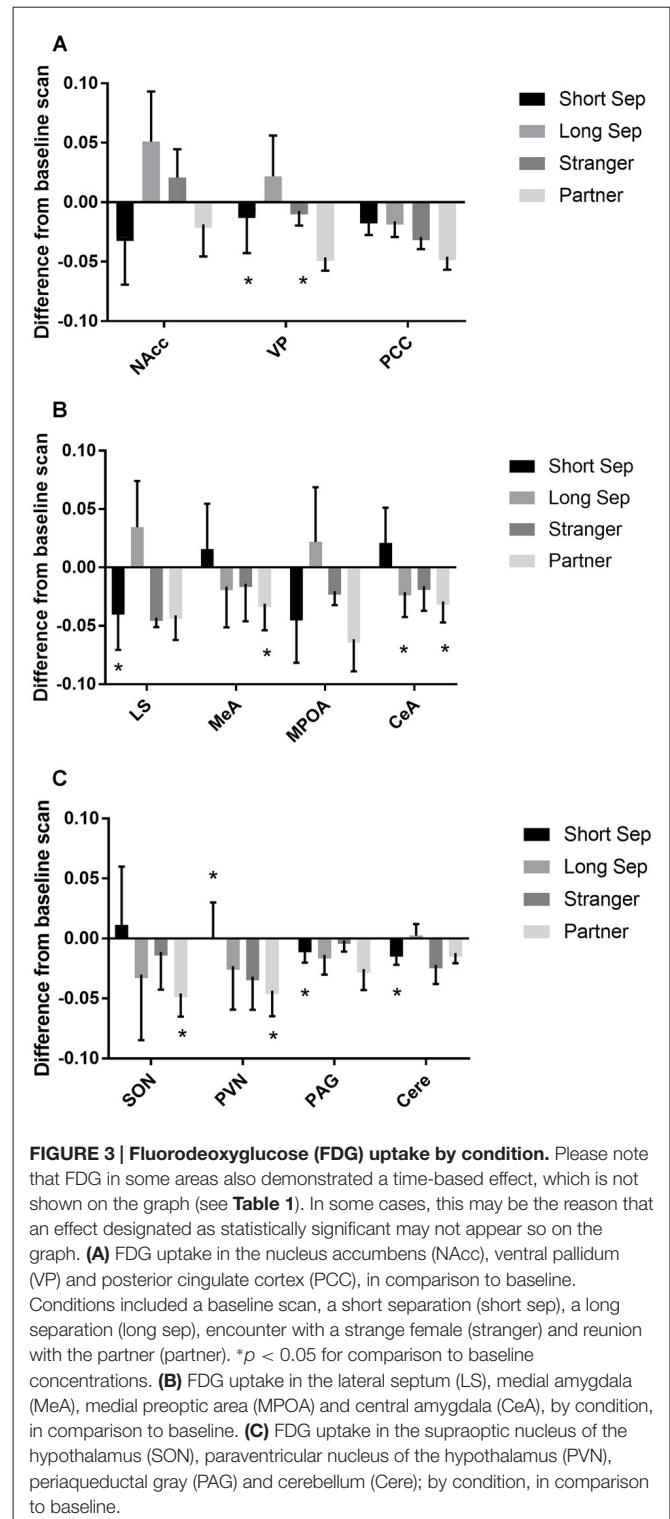 A
0.10
0.05
0.00
-0.05
-0.10
Difference from baseline scan
Short Sep
Long Sep
Stranger
Partner
*
*
NAcc
VP
PCC
B
0.10
0.05
0.00
-0.05
-0.10
Difference from baseline scan
Short Sep
Long Sep
Stranger
Partner
*
*
*
*
LS
MeA
MPOA
CeA
C
0.10
0.05
0.00
-0.05
-0.10
Difference from baseline scan
Short Sep
Long Sep
Stranger
Partner
*
*
*
*
*
SON
PVN
PAG
Cere
FIGURE 3 | Fluorodeoxyglucose (FDG) uptake by condition. Please note
that FDG in some areas also demonstrated a time-based effect, which is not
shown on the graph (see Table 1). In some cases, this may be the reason that
an effect designated as statistically significant may not appear so on the
graph. (A) FDG uptake in the nucleus accumbens (NAcc), ventral pallidum
(VP) and posterior cingulate cortex (PCC), in comparison to baseline.
Conditions included a baseline scan, a short separation (short sep), a long
separation (long sep), encounter with a strange female (stranger) and reunion
with the partner (partner). *p < 0.05 for comparison to baseline
concentrations. (B) FDG uptake in the lateral septum (LS), medial amygdala
(MeA), medial preoptic area (MPOA) and central amygdala (CeA), by condition,
in comparison to baseline. (C) FDG uptake in the supraoptic nucleus of the
hypothalamus (SON), paraventricular nucleus of the hypothalamus (PVN),
periaqueductal gray (PAG) and cerebellum (Cere); by condition, in comparison
to baseline.